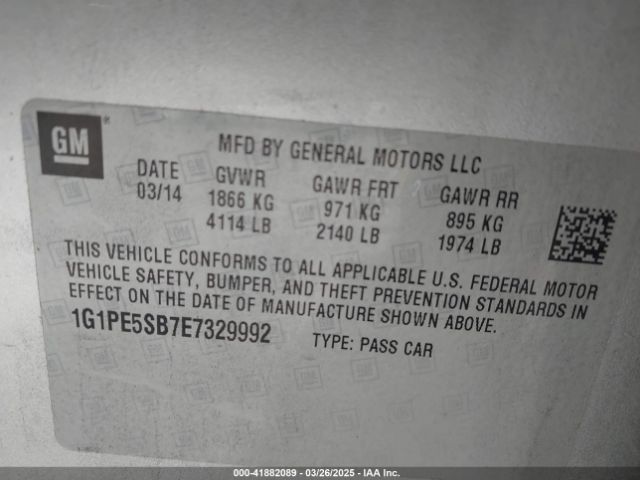 GM ®
MFD BY GENERAL MOTORS LLC
DATE GVWR GAWR FRT GAWR RR
03/14 1866 KG 971 KG 895 KG
4114 LB 2140 LB 1974 LB
THIS VEHICLE CONFORMS TO ALL APPLICABLE U.S. FEDERAL MOTOR
VEHICLE SAFETY, BUMPER, AND THEFT PREVENTION STANDARDS IN
EFFECT ON THE DATE OF MANUFACTURE SHOWN ABOVE.
1G1PE5SB7E7329992 TYPE: PASS CAR
000-41882089 - 03/26/2025 - IAA Inc.